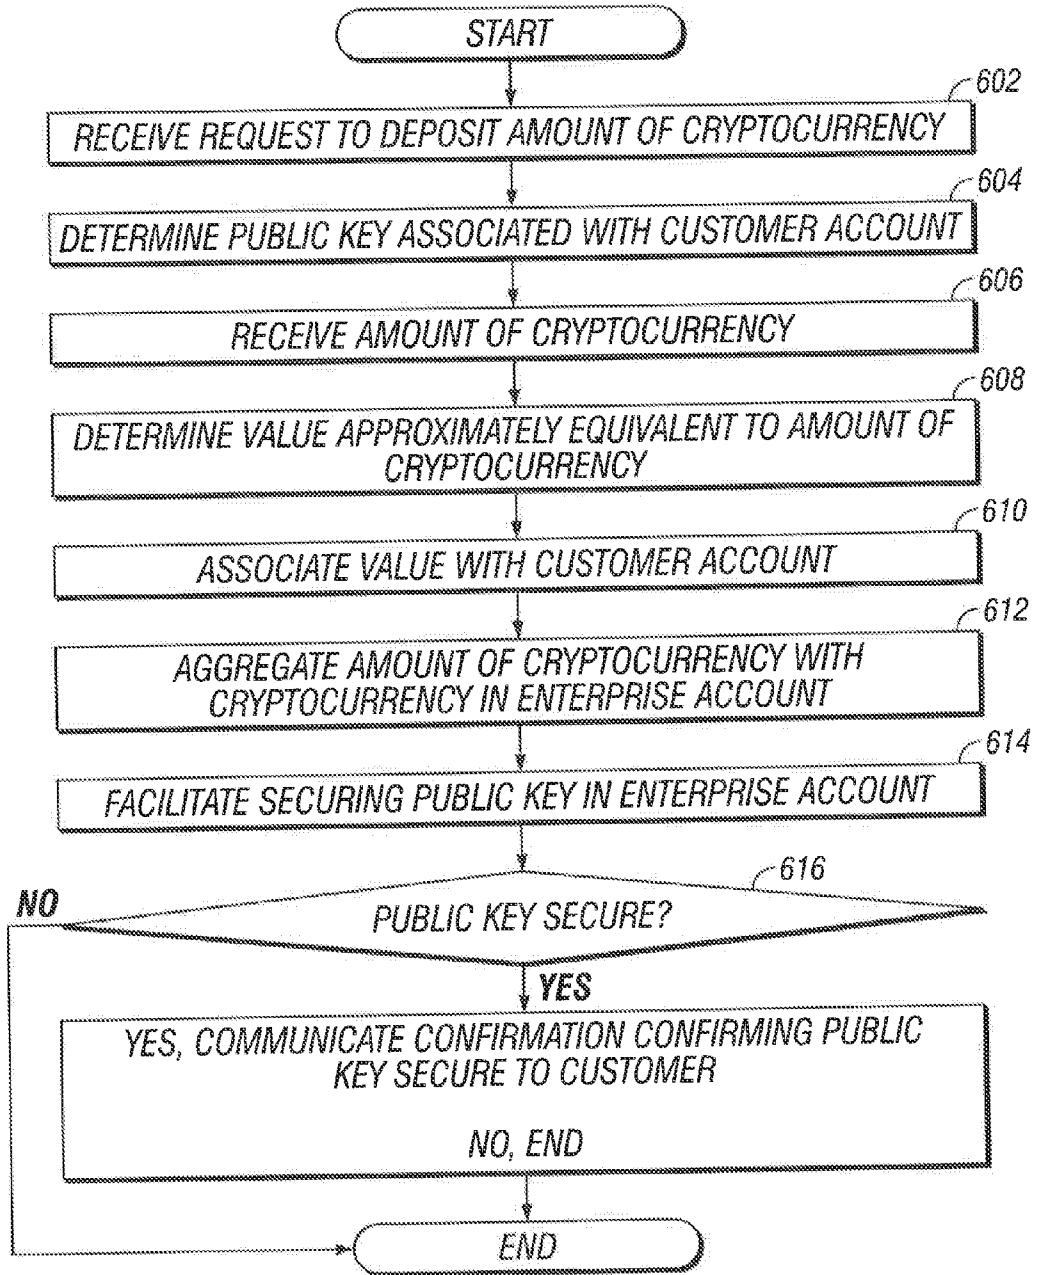 START
602
RECEIVE REQUEST TO DEPOSIT AMOUNT OF CRYPTOCURRENCY
604
DETERMINE PUBLIC KEY ASSOCIATED WITH CUSTOMER ACCOUNT
606
RECEIVE AMOUNT OF CRYPTOCURRENCY
608
DETERMINE VALUE APPROXIMATELY EQUIVALENT TO AMOUNT OF
CRYPTOCURRENCY
610
ASSOCIATE VALUE WITH CUSTOMER ACCOUNT
612
AGGREGATE AMOUNT OF CRYPTOCURRENCY WITH
CRYPTOCURRENCY IN ENTERPRISE ACCOUNT
614
FACILITATE SECURING PUBLIC KEY IN ENTERPRISE ACCOUNT
616
NO
PUBLIC KEY SECURE?
YES
YES, COMMUNICATE CONFIRMATION CONFIRMING PUBLIC
KEY SECURE TO CUSTOMER
NO, END
END